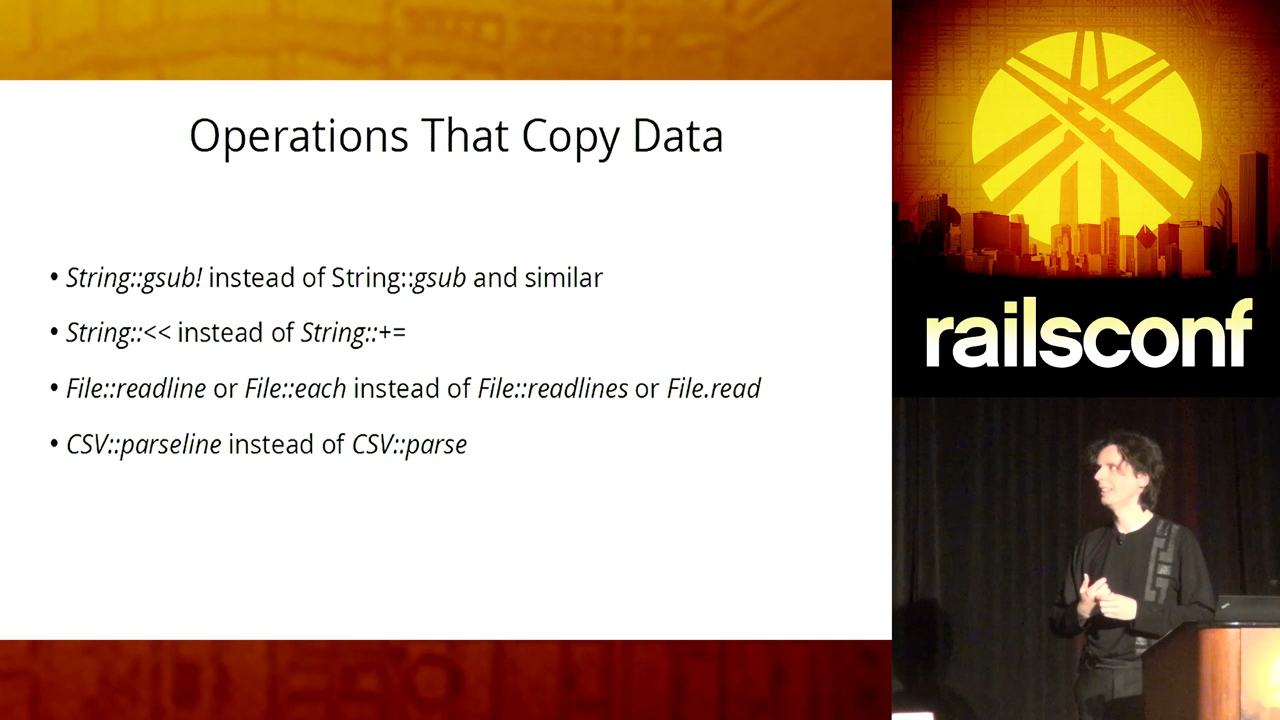 Operations That Copy Data
• String::gsub! instead of String::gsub and similar
• String::<< instead of String::+=
• File::readline or File::each instead of File::readlines or File.read
• CSV::parseline instead of CSV::parse
railsconf